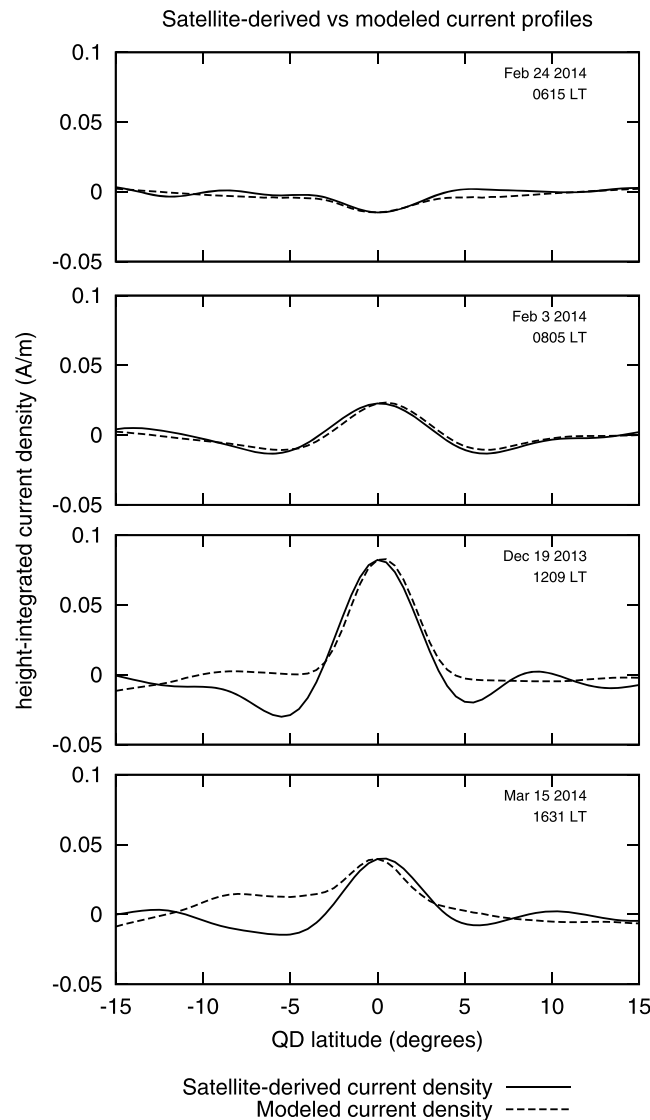 Satellite-derived vs modeled current profiles
0.1
0.05
0
-0.05
Feb 24 2014
0615 LT
0.1
0.05
0
-0.05
Feb 3 2014
0805 LT
0.1
0.05
0
-0.05
Dec 19 2013
1209 LT
0.1
0.05
0
-0.05
Mar 15 2014
1631 LT
height-integrated current density (A/m)
-15 -10 -5 0 5 10 15
QD latitude (degrees)
Satellite-derived current density
Modeled current density